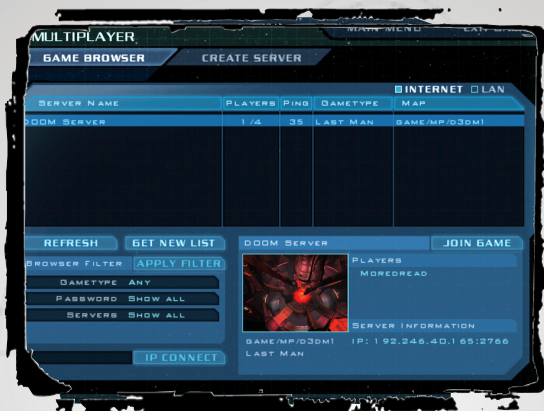 MULTIPLAYER
MAIN MENU
GAME BROWSER CREATE SERVER
INTERNET LAN
SERVER NAME PLAYERS PING GAMETYPE MAP
DOOM SERVER 1/4 35 LAST MAN GAME/MP/D3DM1
REFRESH GET NEW LIST
BROWSER FILTER APPLY FILTER
GAMETYPE ANY
PASSWORD SHOW ALL
SERVERS SHOW ALL
IP CONNECT
DOOM SERVER JOIN GAME
PLAYERS
MOREDREAD
SERVER INFORMATION
GAME/MP/D3DM1 IP: 192.246.40.165:2766
LAST MAN